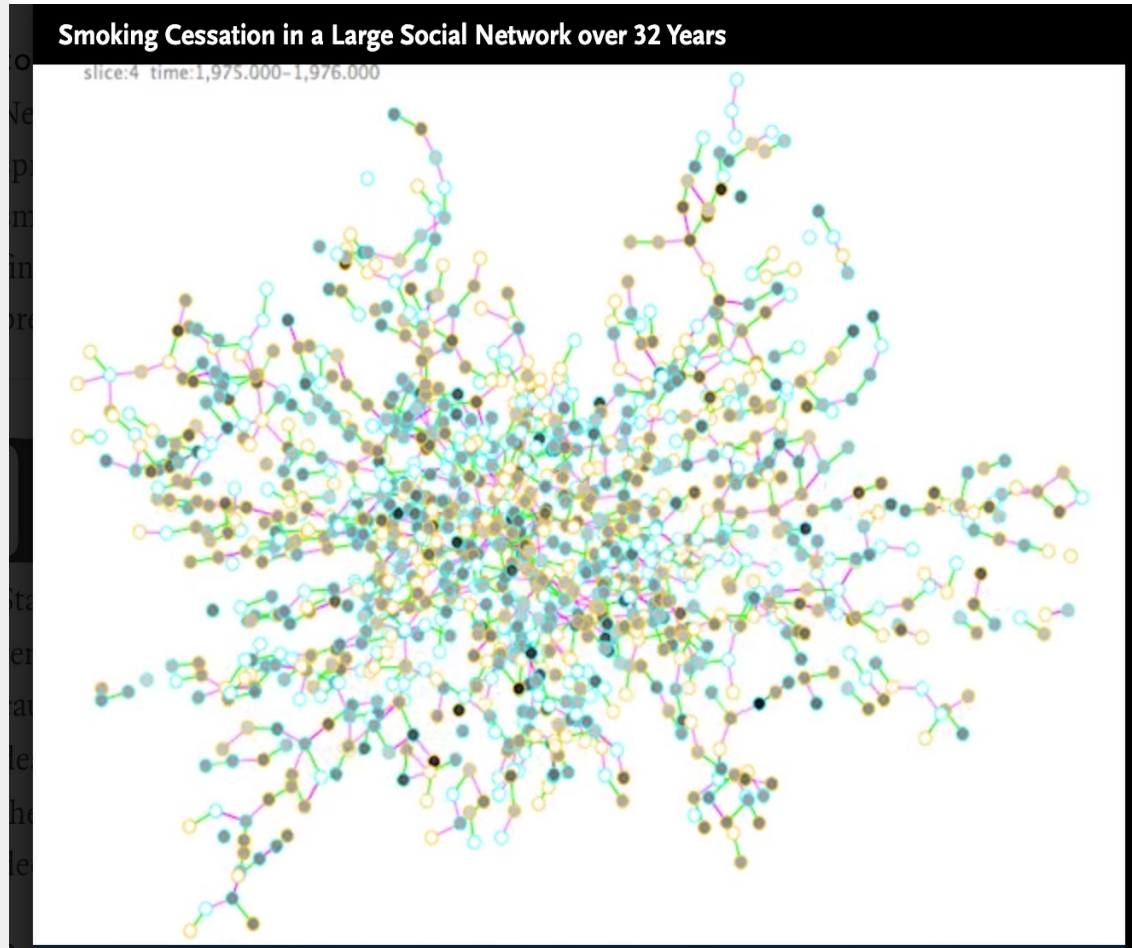 Smoking Cessation in a Large Social Network over 32 Years
slice:4 time:1,975.000-1,976.000